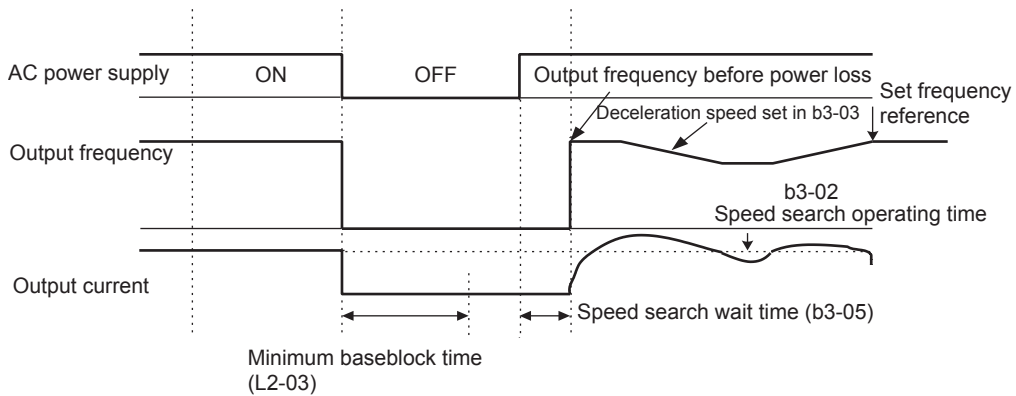 AC power supply
ON
OFF
Output frequency before power loss
Set frequency
reference
Deceleration speed set in b3-03
Output frequency
b3-02
Speed search operating time
Output current
Speed search wait time (b3-05)
Minimum baseblock time
(L2-03)